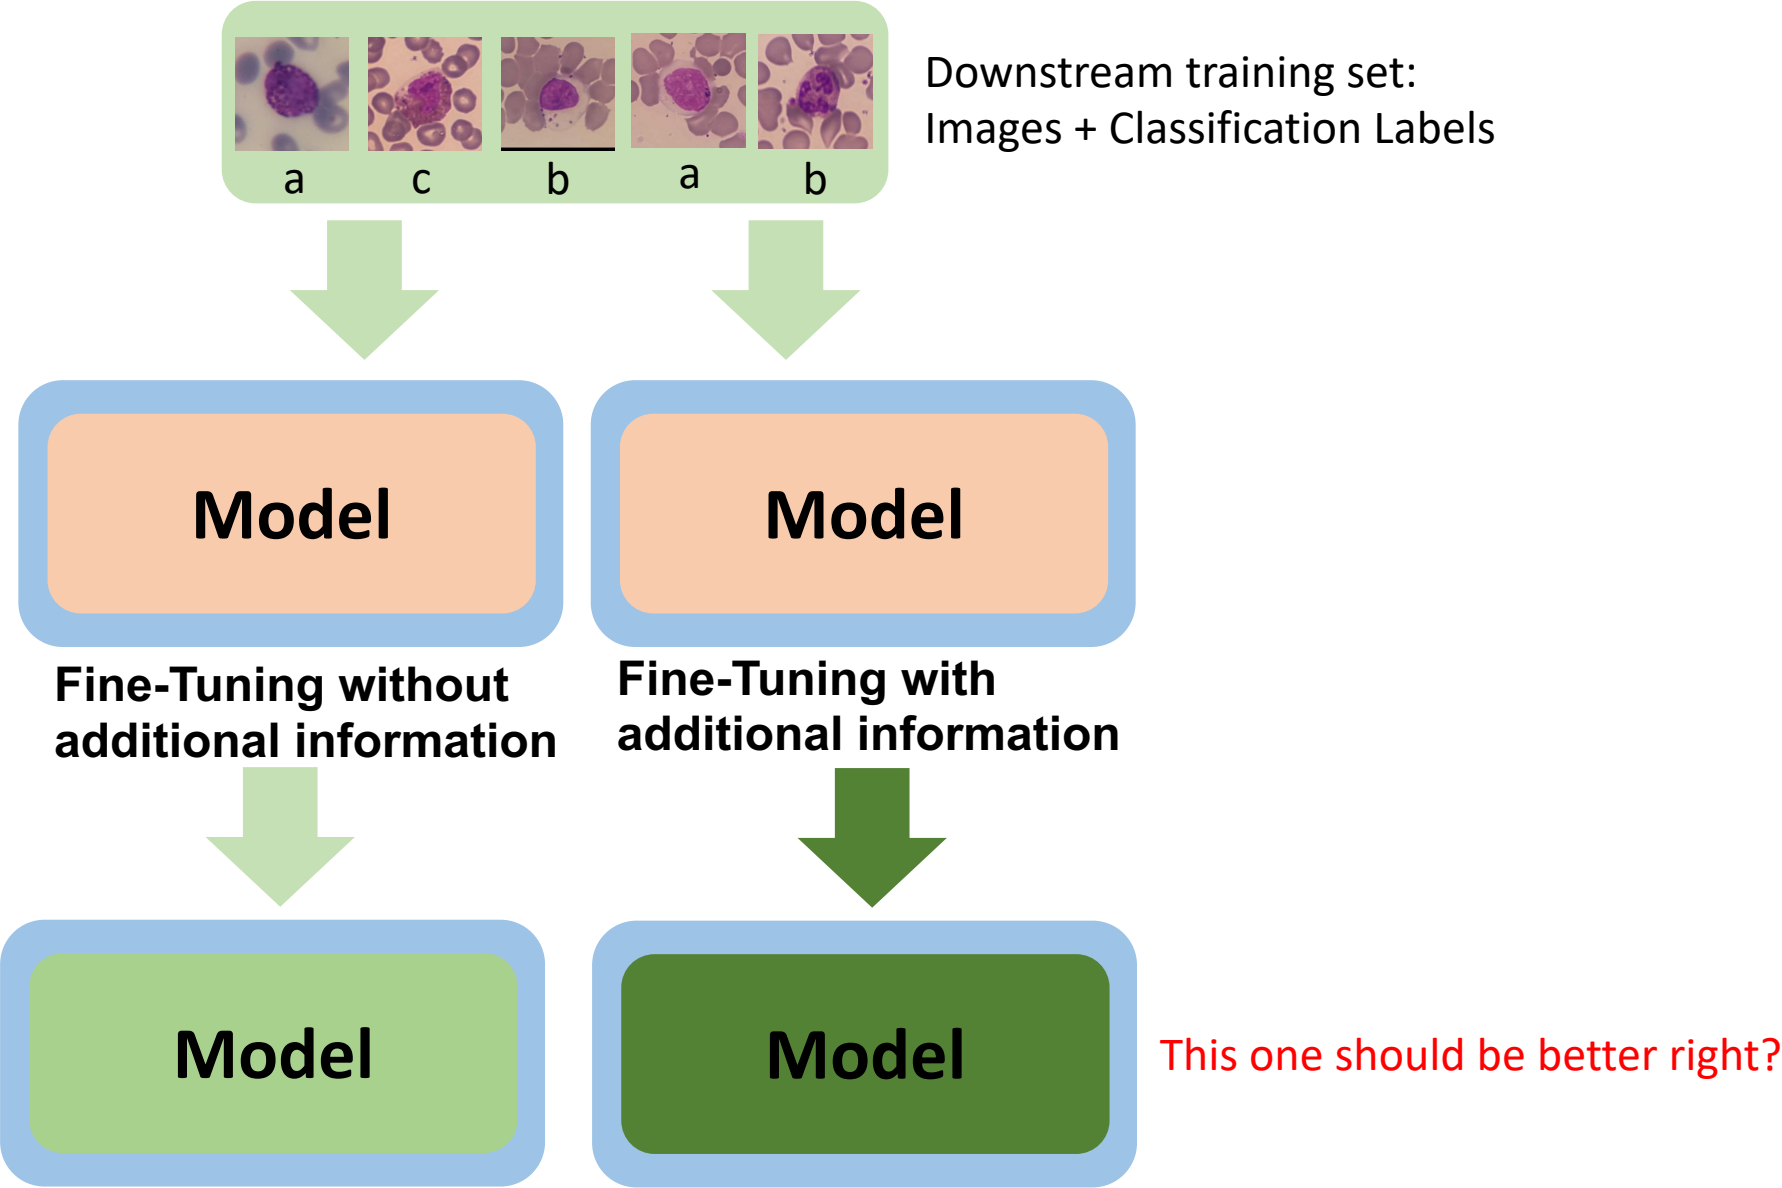 Downstream training set:
Images + Classification Labels
a c b a b
Model Model
Fine-Tuning without
additional information
Fine-Tuning with
additional information
Model Model
This one should be better right?